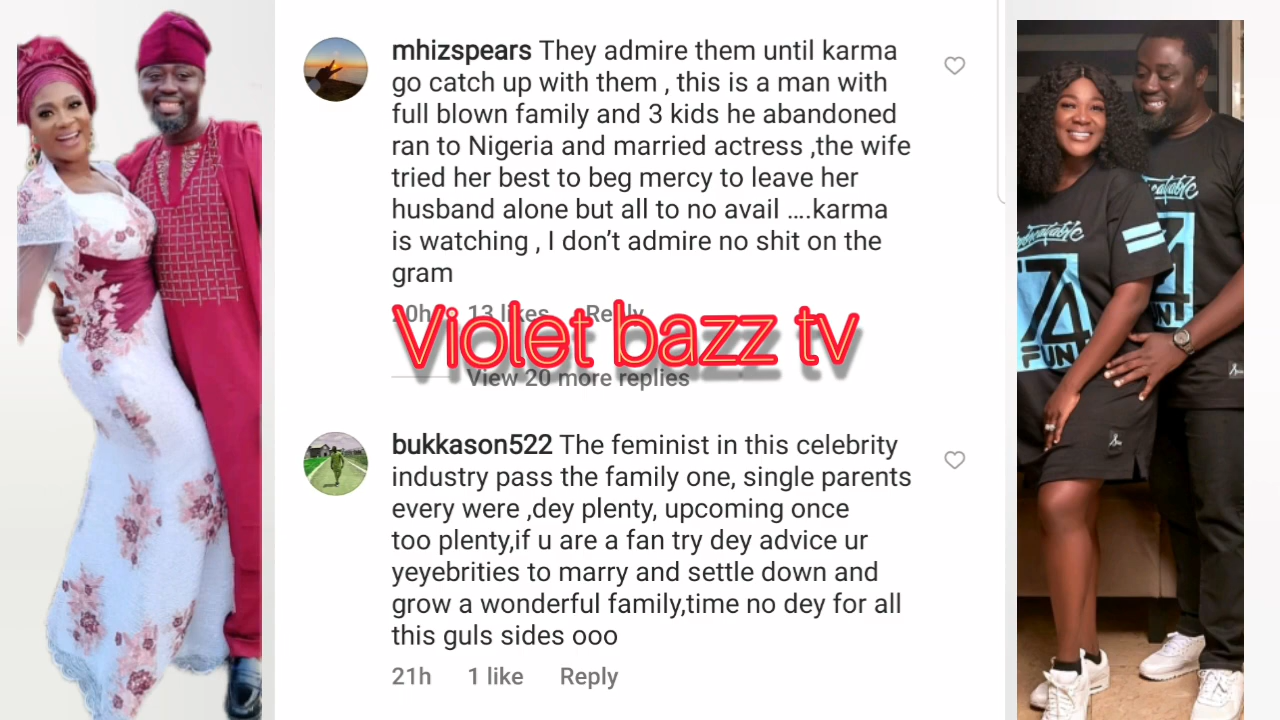 mhizspears They admire them until karma
go catch up with them , this is a man with
full blown family and 3 kids he abandoned
ran to Nigeria and married actress ,the wife
tried her best to beg mercy to leave her
husband alone but all to no avail ....karma
is watching , I don't admire no shit on the
gram
13 likes Reply
Violet bazz tv
View 20 more replies
bukkason522 The feminist in this celebrity
industry pass the family one, single parents
every were ,dey plenty, upcoming once
too plenty,if u are a fan try dey advice ur
yeyebrities to marry and settle down and
grow a wonderful family,time no dey for all
this guls sides ooo
21h 1 like Reply
74
FUN